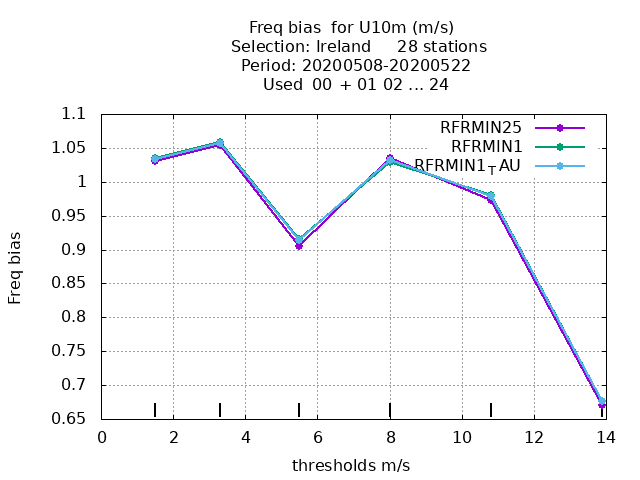 Freq bias  for U10m (m/s)
Selection: Ireland     28 stations
Period: 20200508-20200522
Used  00 + 01 02 ... 24
1.1
1.05
1
0.95
0.9
0.85
0.8
0.75
0.7
0.65
Freq bias
RFRMIN25
RFRMIN1
RFRMIN1TAU
0 2 4 6 8 10 12 14
thresholds m/s